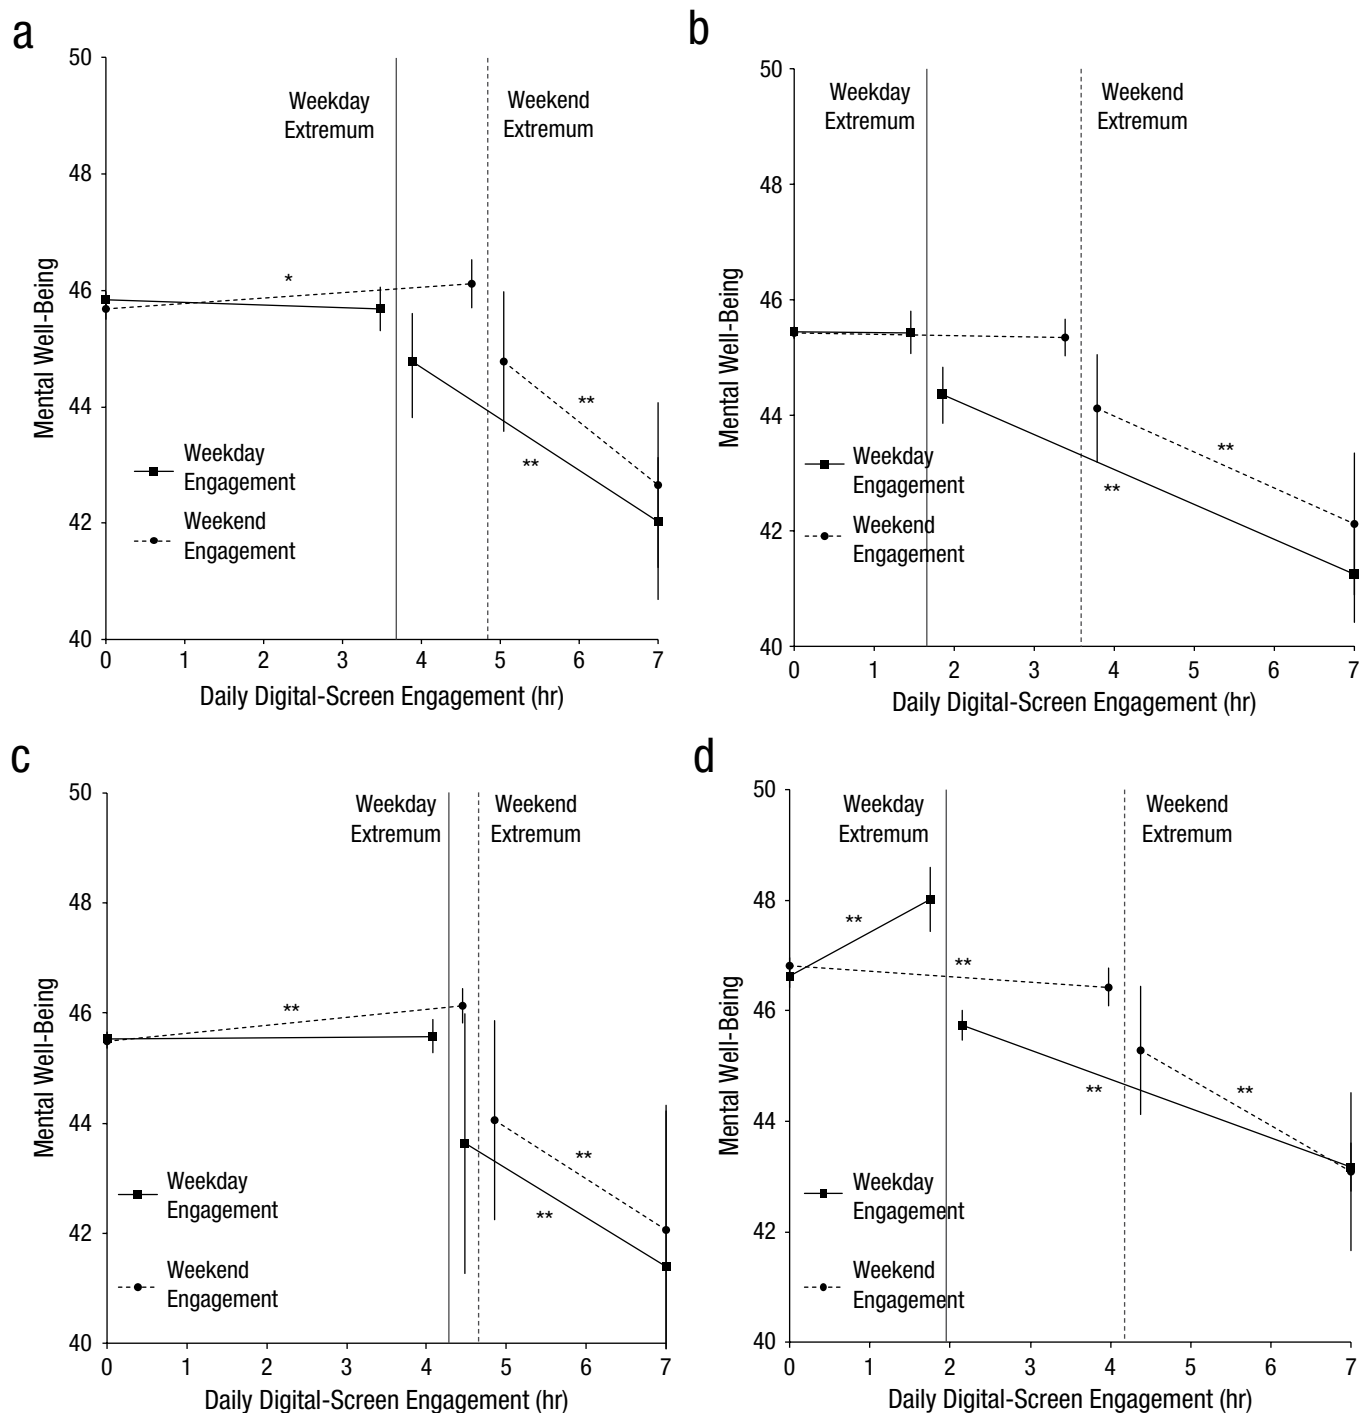 a
50
48
46
44
42
40
Mental Well-Being
Weekday
Extremum
Weekend
Extremum
*
**
**
Weekday
Engagement
Weekend
Engagement
0 1 2 3 4 5 6 7
Daily Digital-Screen Engagement (hr)
b
50
48
46
44
42
40
Mental Well-Being
Weekday
Extremum
Weekend
Extremum
**
**
Weekday
Engagement
Weekend
Engagement
0 1 2 3 4 5 6 7
Daily Digital-Screen Engagement (hr)
c
50
48
46
44
42
40
Mental Well-Being
Weekday
Extremum
Weekend
Extremum
**
**
**
Weekday
Engagement
Weekend
Engagement
0 1 2 3 4 5 6 7
Daily Digital-Screen Engagement (hr)
d
50
48
46
44
42
40
Mental Well-Being
Weekday
Extremum
Weekend
Extremum
**
**
**
**
Weekday
Engagement
Weekend
Engagement
0 1 2 3 4 5 6 7
Daily Digital-Screen Engagement (hr)